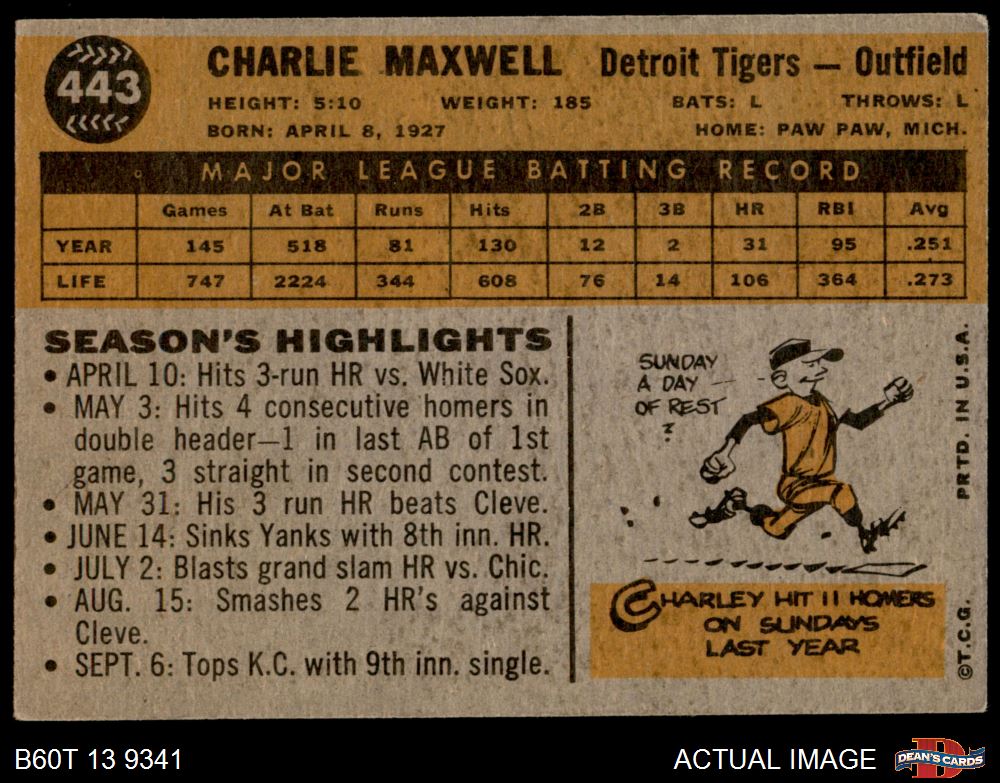 443
CHARLIE MAXWELL Detroit Tigers — Outfield
HEIGHT: 5:10 WEIGHT: 185 BATS: L THROWS: L
BORN: APRIL 8, 1927 HOME: PAW PAW, MICH.
MAJOR LEAGUE BATTING RECORD
Games At Bat Runs Hits 2B 3B HR RBI Avg
YEAR 145 518 81 130 12 2 31 95 .251
LIFE 747 2224 344 608 76 14 106 364 .273
SEASON'S HIGHLIGHTS
• APRIL 10: Hits 3-run HR vs. White Sox.
• MAY 3: Hits 4 consecutive homers in
double header—1 in last AB of 1st
game, 3 straight in second contest.
• MAY 31: His 3 run HR beats Cleve.
• JUNE 14: Sinks Yanks with 8th inn. HR.
• JULY 2: Blasts grand slam HR vs. Chic.
• AUG. 15: Smashes 2 HR's against
Cleve.
• SEPT. 6: Tops K.C. with 9th inn. single.
SUNDAY
A DAY
OF REST
?
CHARLEY HIT 11 HOMERS
ON SUNDAYS
LAST YEAR
©T.C.G. PRTD. IN U.S.A.
B60T 13 9341 ACTUAL IMAGE
D
DEAN'S CARDS